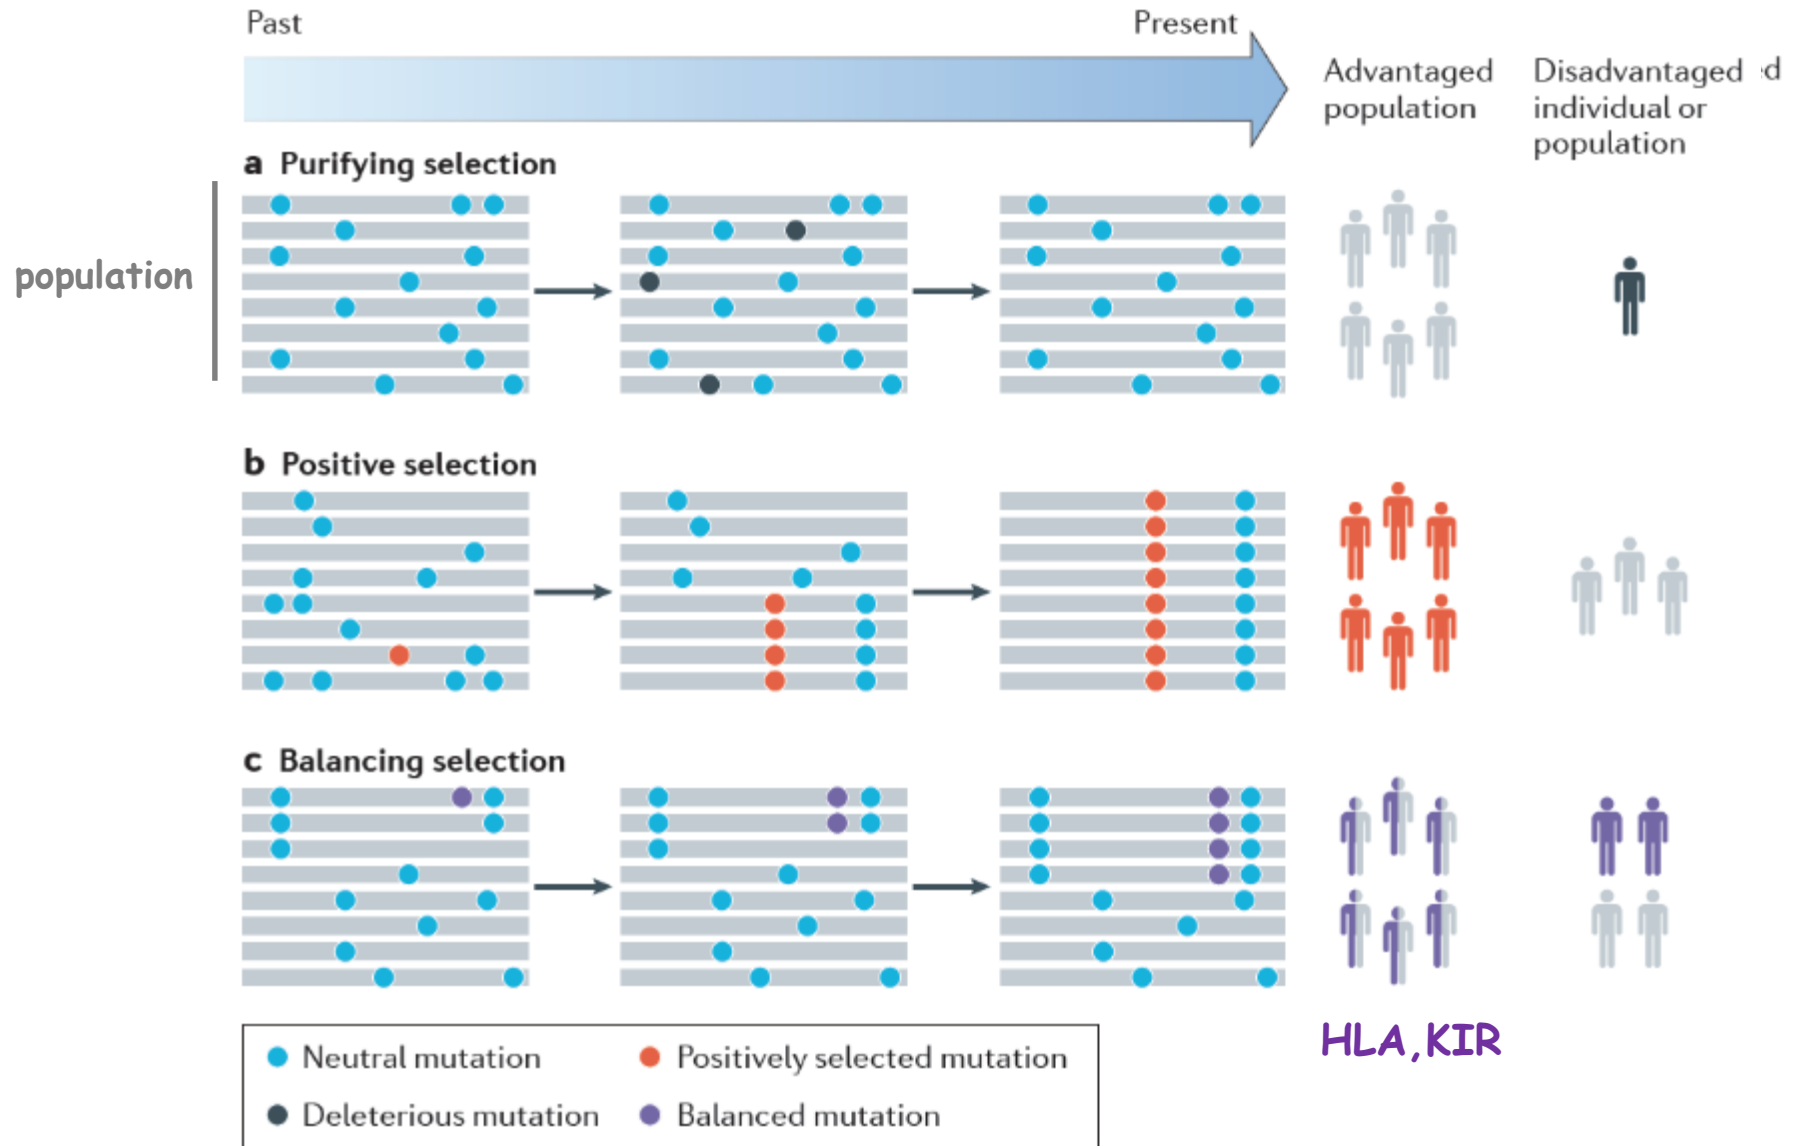 Past
Present
Advantaged
population
Disadvantaged
d
individual or
population
a Purifying selection
population
b Positive selection
c Balancing selection
HLA, KIR
Neutral mutation
Positively selected mutation
Deleterious mutation
Balanced mutation